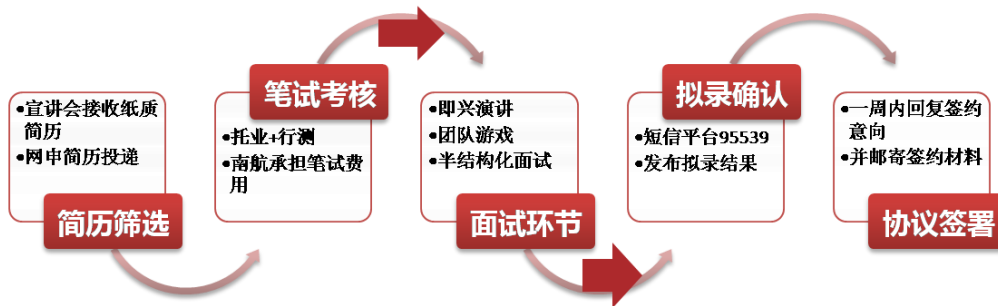 •宣讲会接收纸质
简历
•网申简历投递
简历筛选
笔试考核
•托业+行测
•南航承担笔试费
用
•即兴演讲
•团队游戏
•半结构化面试
面试环节
拟录确认
•短信平台95539
•发布拟录结果
•一周内回复签约
意向
•并邮寄签约材料
协议签署